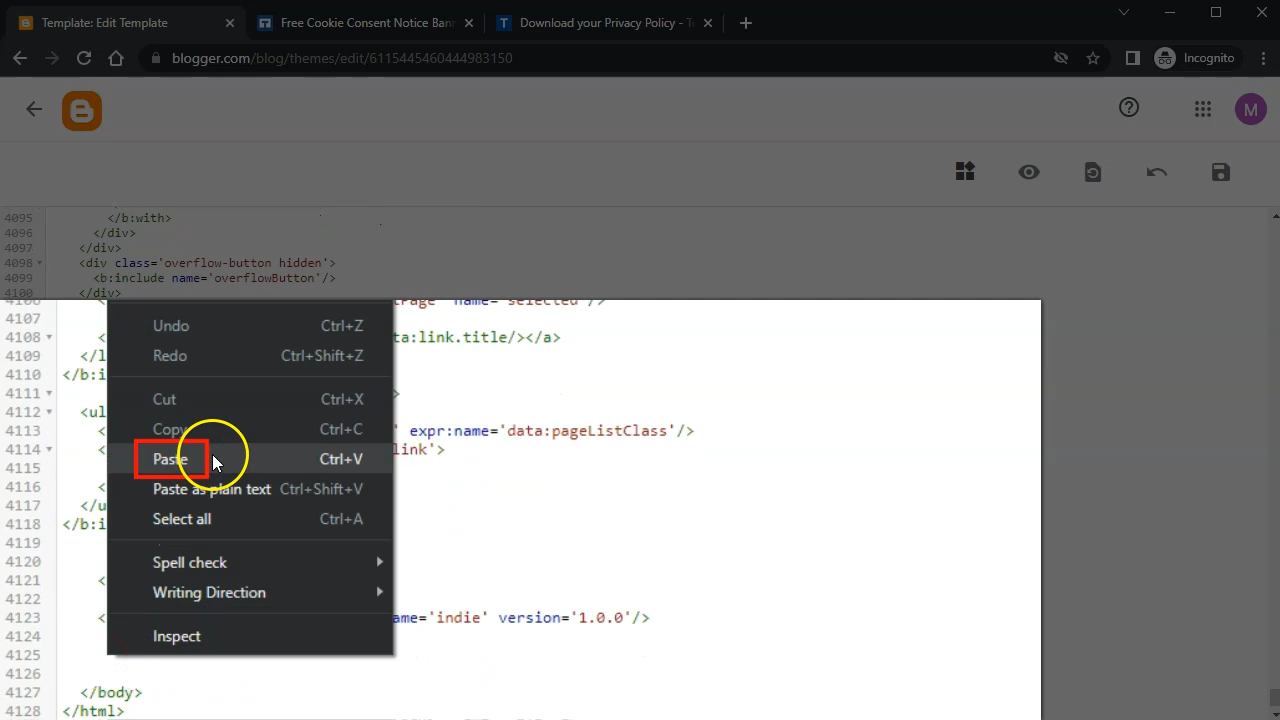 Template: Edit Template
Free Cookie Consent Notice Ban
Download your Privacy Policy - T
blogger.com/blog/themes/edit/6115445460444983150
Incognito
M
4095 </b:with>
4096 </div>
4097 </div>
4098 <div class='overflow-button hidden'>
4099 <b:include name='overflowButton'/>
4100 </div>
4106
4107
4108 < ta:link.title/></a>
4109 </l
4110 </b:i
4111 >
4112 <ul
4113 < ' expr:name='data:pageListClass'/>
4114 < link'>
4115
4116 <
4117 </u
4118 </b:i
4119
4120
4121 <
4122
4123 < ame='indie' version='1.0.0'/>
4124
4125
4126
4127 </body>
4128 </html>
Undo Ctrl+Z
Redo Ctrl+Shift+Z
Cut Ctrl+X
Copy Ctrl+C
Paste Ctrl+V
Paste as plain text Ctrl+Shift+V
Select all Ctrl+A
Spell check
Writing Direction
Inspect